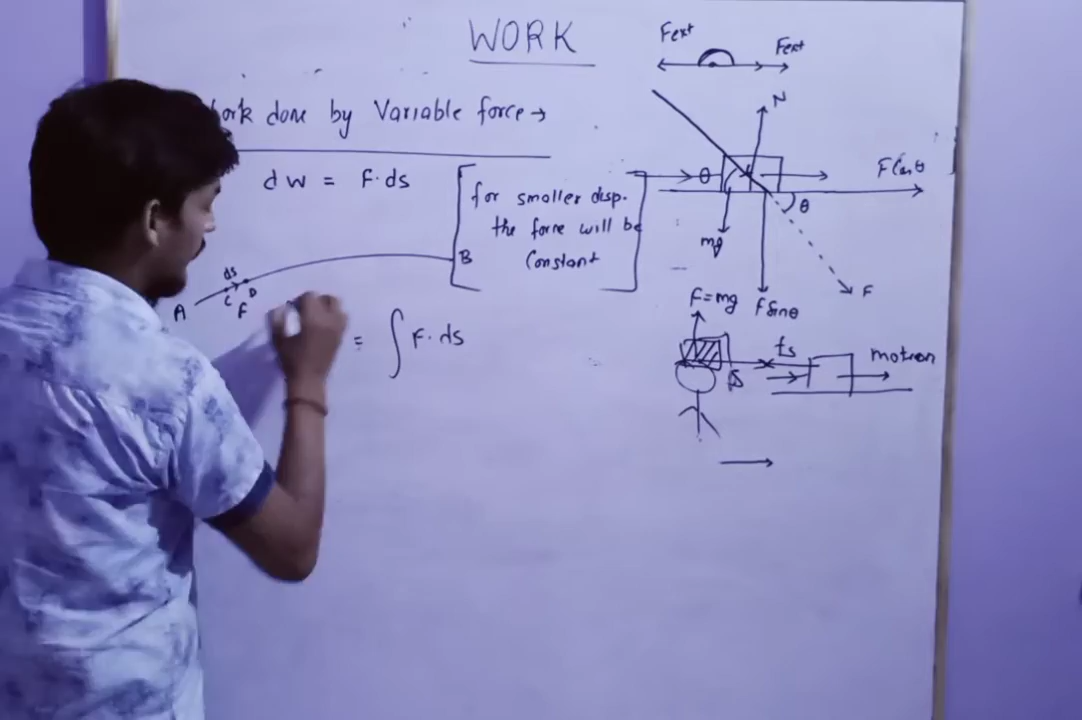 WORK
Work done by Variable force →
dw = F·ds
for smaller disp.
the force will be
Constant
A
C
ds
D
F
B
= ∫ F·ds
Fext
Fext
N
θ
F Cosθ
θ
mg
F
F Sinθ
F=mg
fs
motion